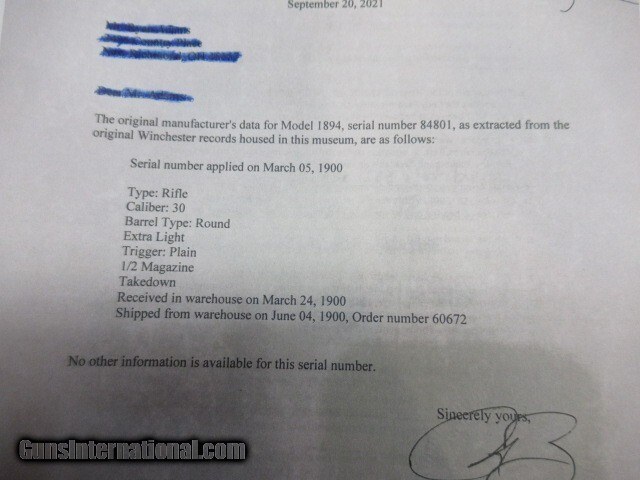 September 20, 2021
The original manufacturer's data for Model 1894, serial number 84801, as extracted from the
original Winchester records housed in this museum, are as follows:
Serial number applied on March 05, 1900
Type: Rifle
Caliber: 30
Barrel Type: Round
Extra Light
Trigger: Plain
1/2 Magazine
Takedown
Received in warehouse on March 24, 1900
Shipped from warehouse on June 04, 1900, Order number 60672
No other information is available for this serial number.
Sincerely yours,
GunsInternational.com